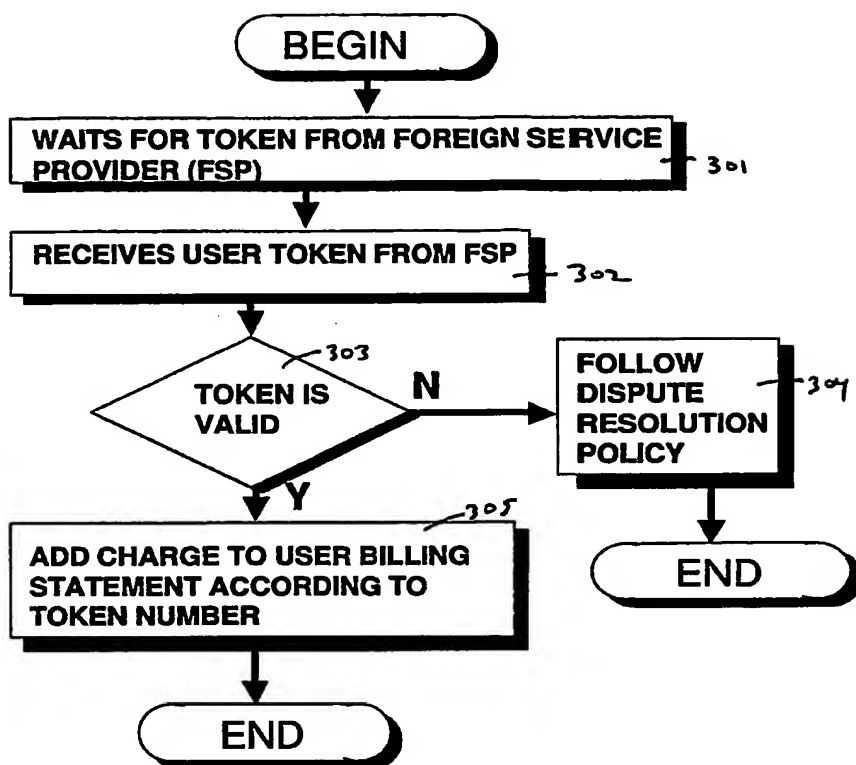 BEGIN
WAITS FOR TOKEN FROM FOREIGN SERVICE
PROVIDER (FSP)
301
RECEIVES USER TOKEN FROM FSP
302
303
TOKEN IS
VALID
N
FOLLOW
DISPUTE
RESOLUTION
POLICY
304
Y
305
ADD CHARGE TO USER BILLING
STATEMENT ACCORDING TO
TOKEN NUMBER
END
END